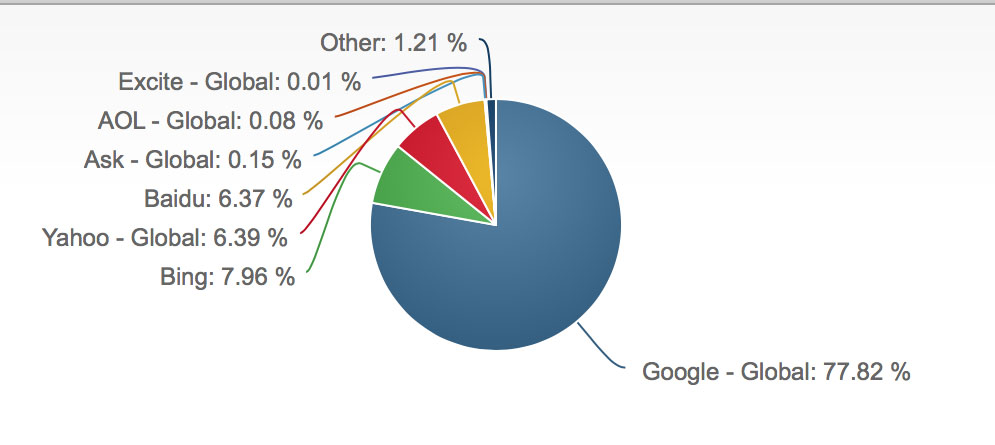 Other: 1.21 %
Excite - Global: 0.01 %
AOL - Global: 0.08 %
Ask - Global: 0.15 %
Baidu: 6.37 %
Yahoo - Global: 6.39 %
Bing: 7.96 %
Google - Global: 77.82 %